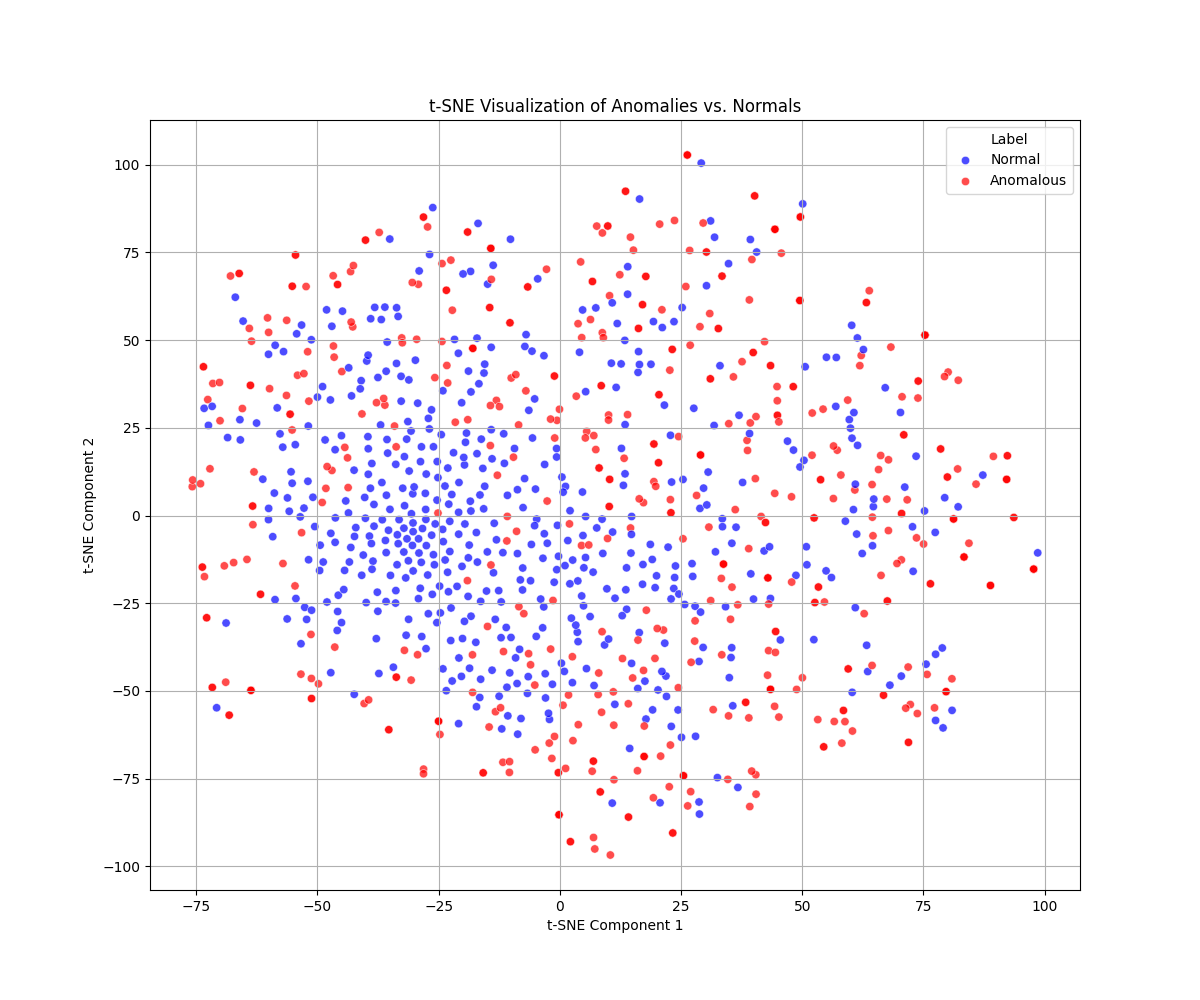 t-SNE Visualization of Anomalies vs. Normals
Label
Normal
Anomalous
100
75
50
25
0
−25
−50
−75
−100
t-SNE Component 2
−75 −50 −25 0 25 50 75 100
t-SNE Component 1